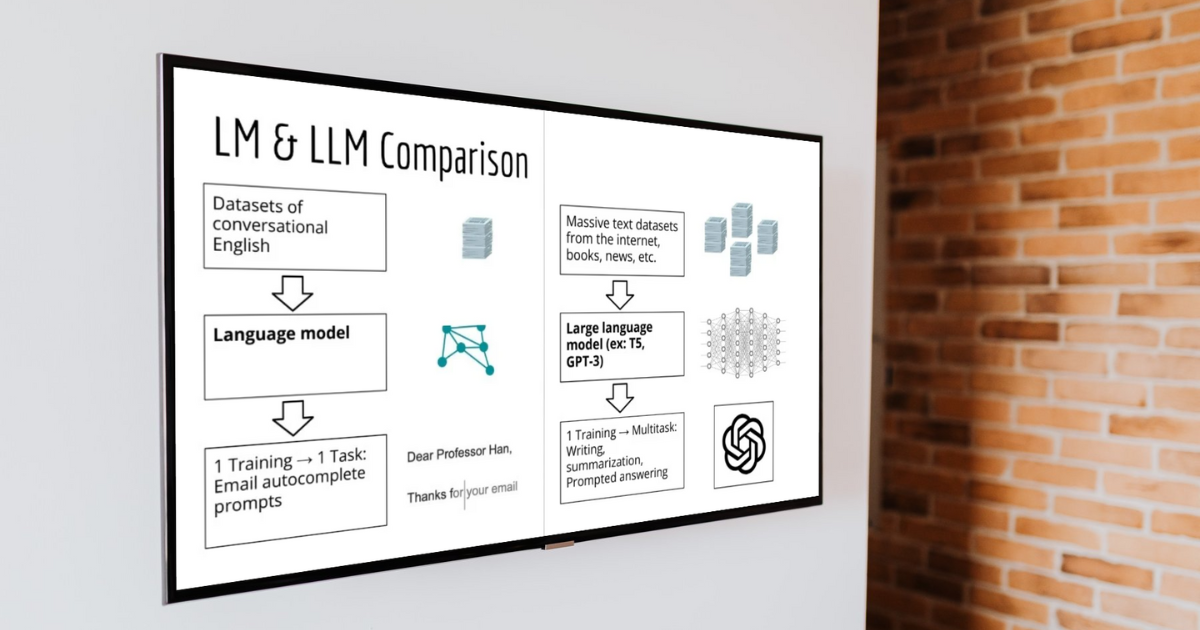 LM & LLM Comparison
Datasets of
conversational
English
Language model
1 Training → 1 Task:
Email autocomplete
prompts
Dear Professor Han,
Thanks for your email
Massive text datasets
from the internet,
books, news, etc.
Large language
model (ex: T5,
GPT-3)
1 Training → Multitask:
Writing,
summarization,
Prompted answering